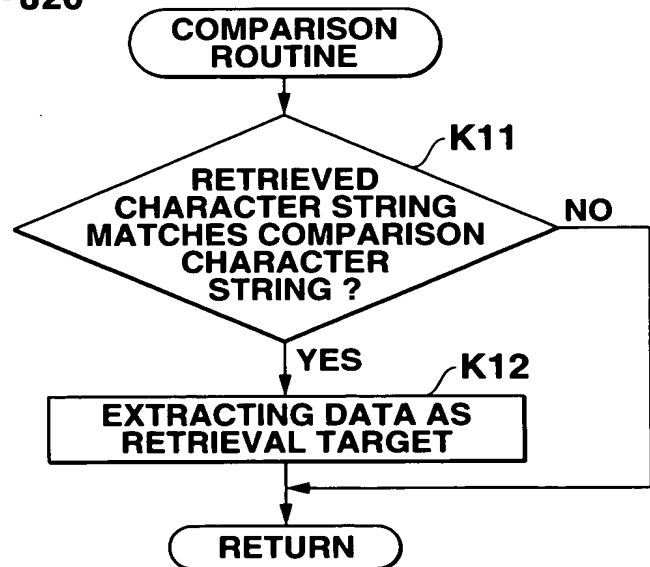 COMPARISON
ROUTINE
K11
RETRIEVED
CHARACTER STRING
MATCHES COMPARISON
CHARACTER
STRING ?
NO
YES
K12
EXTRACTING DATA AS
RETRIEVAL TARGET
RETURN